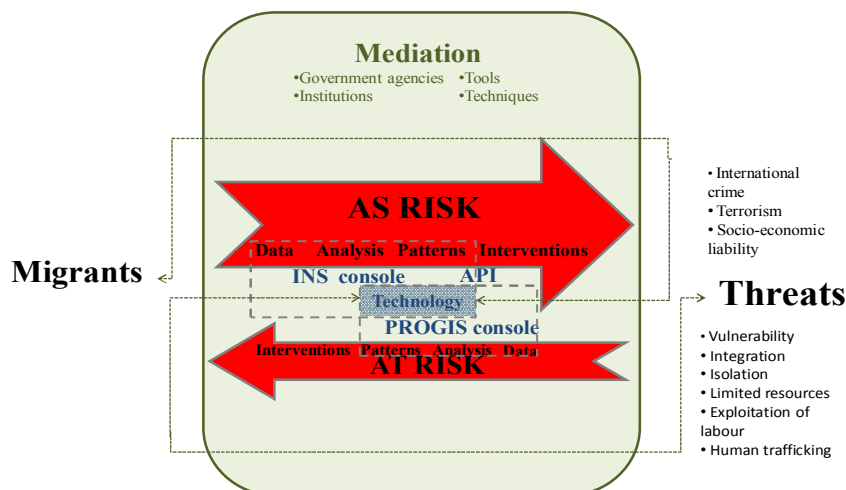 Mediation
•Government agencies •Tools
•Institutions •Techniques
AS RISK
Data Analysis Patterns Interventions
INS console API
Technology
PROGIS console
Interventions Patterns Analysis Data
AT RISK
Migrants
• International
crime
• Terrorism
• Socio-economic
liability
Threats
• Vulnerability
• Integration
• Isolation
• Limited resources
• Exploitation of
labour
• Human trafficking